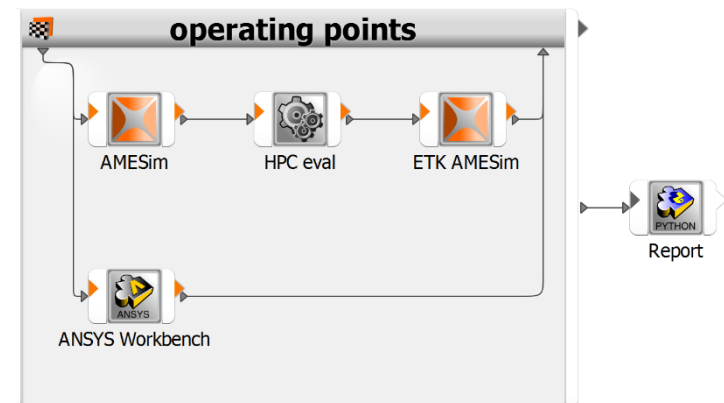 operating points
AMESim
HPC eval
ETK AMESim
PYTHON
Report
ANSYS
ANSYS Workbench